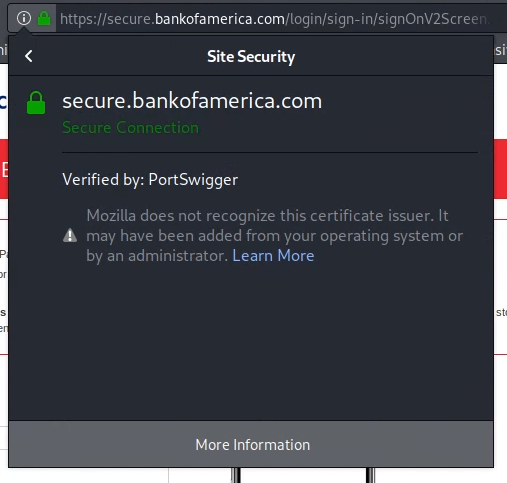 https://secure.bankofamerica.com/login/sign-in/signOnV2Screen.
Site Security
secure.bankofamerica.com
Secure Connection
Verified by: PortSwigger
Mozilla does not recognize this certificate issuer. It
may have been added from your operating system or
by an administrator. Learn More
More Information